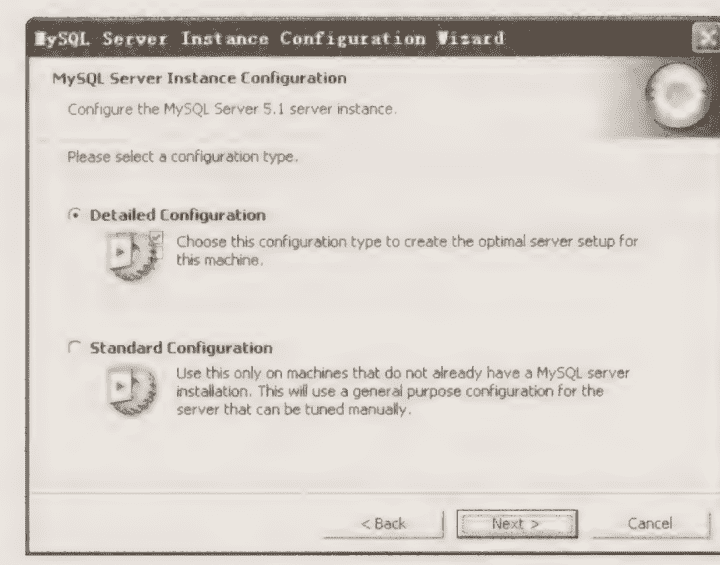 MySQL Server Instance Configuration Wizard
MySQL Server Instance Configuration
Configure the MySQL Server 5.1 server instance.
Please select a configuration type.
Detailed Configuration
Choose this configuration type to create the optimal server setup for
this machine.
Standard Configuration
Use this only on machines that do not already have a MySQL server
installation. This will use a general purpose configuration for the
server that can be tuned manually.
< Back
Next >
Cancel